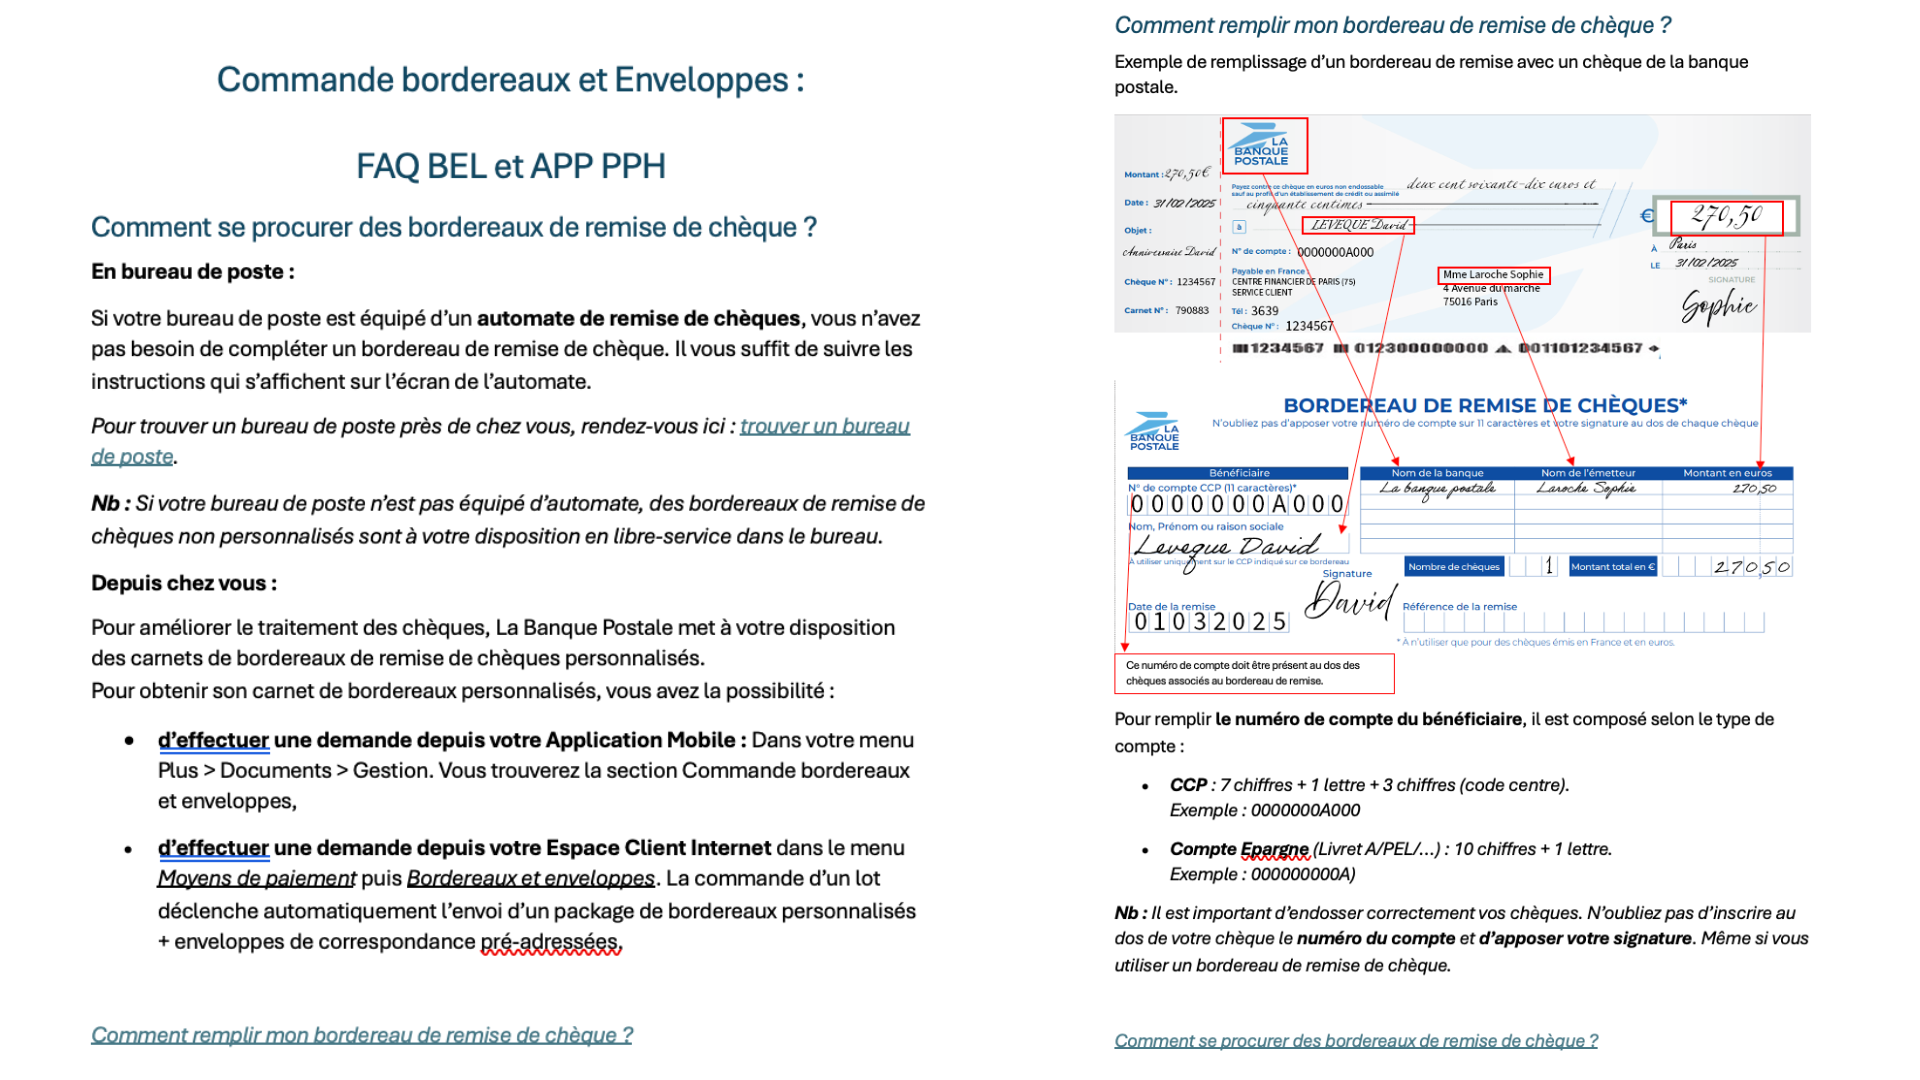 Commande bordereaux et Enveloppes :
FAQ BEL et APP PPH
Comment se procurer des bordereaux de remise de chèque ?
En bureau de poste :
Si votre bureau de poste est équipé d’un automate de remise de chèques, vous n’avez
pas besoin de compléter un bordereau de remise de chèque. Il vous suffit de suivre les
instructions qui s’affichent sur l’écran de l’automate.
Pour trouver un bureau de poste près de chez vous, rendez-vous ici : trouver un bureau
de poste.
Nb : Si votre bureau de poste n’est pas équipé d’automate, des bordereaux de remise de
chèques non personnalisés sont à votre disposition en libre-service dans le bureau.
Depuis chez vous :
Pour améliorer le traitement des chèques, La Banque Postale met à votre disposition
des carnets de bordereaux de remise de chèques personnalisés.
Pour obtenir son carnet de bordereaux personnalisés, vous avez la possibilité :
• d’effectuer une demande depuis votre Application Mobile : Dans votre menu
Plus > Documents > Gestion. Vous trouverez la section Commande bordereaux
et enveloppes,
• d’effectuer une demande depuis votre Espace Client Internet dans le menu
Moyens de paiement puis Bordereaux et enveloppes. La commande d’un lot
déclenche automatiquement l’envoi d’un package de bordereaux personnalisés
+ enveloppes de correspondance pré-adressées.
Comment remplir mon bordereau de remise de chèque ?
Comment remplir mon bordereau de remise de chèque ?
Exemple de remplissage d’un bordereau de remise avec un chèque de la banque
postale.
LA
BANQUE
POSTALE
Montant : 270,50€
Date : 31/02/2025
Objet :
Anniversaire David
Chèque N° : 1234567
Carnet N° : 790883
Payez contre ce chèque en euros non endossable
sauf au profit d’un établissement de crédit ou assimilé
deux cent soixante-dix euros et
cinquante centimes
à LEVEQUE David
€ 270,50
N° de compte : 0000000A000
Payable en France
CENTRE FINANCIER DE PARIS (75)
SERVICE CLIENT
Tél : 3639
Chèque N° : 1234567
Mme Laroche Sophie
4 Avenue du marche
75016 Paris
À Paris
LE 31/02/2025
SIGNATURE
Sophie
1234567 012300000000 001101234567
LA
BANQUE
POSTALE
BORDEREAU DE REMISE DE CHÈQUES*
N’oubliez pas d’apposer votre numéro de compte sur 11 caractères et votre signature au dos de chaque chèque
Bénéficiaire
N° de compte CCP (11 caractères)*
0000000A000
Nom, Prénom ou raison sociale
Leveque David
À utiliser uniquement sur le CCP indiqué sur ce bordereau
Signature
David
Date de la remise
01032025
Nom de la banque Nom de l’émetteur Montant en euros
La banque postale Laroche Sophie 270,50
Nombre de chèques 1 Montant total en € 270,50
Référence de la remise
* À n’utiliser que pour des chèques émis en France et en euros.
Ce numéro de compte doit être présent au dos des
chèques associés au bordereau de remise.
Pour remplir le numéro de compte du bénéficiaire, il est composé selon le type de
compte :
• CCP : 7 chiffres + 1 lettre + 3 chiffres (code centre).
Exemple : 0000000A000
• Compte Epargne (Livret A/PEL/...) : 10 chiffres + 1 lettre.
Exemple : 000000000A)
Nb : Il est important d’endosser correctement vos chèques. N’oubliez pas d’inscrire au
dos de votre chèque le numéro du compte et d’apposer votre signature. Même si vous
utiliser un bordereau de remise de chèque.
Comment se procurer des bordereaux de remise de chèque ?